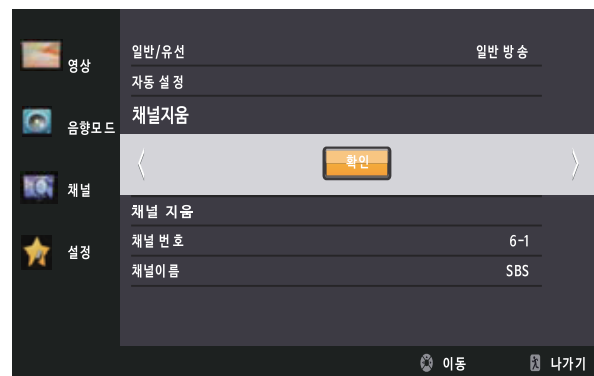 영상
음향모드
채널
설정
일반/유선 일반 방송
자동 설정
채널지움
확인
채널 지움
채널 번호 6-1
채널이름 SBS
이동 나가기